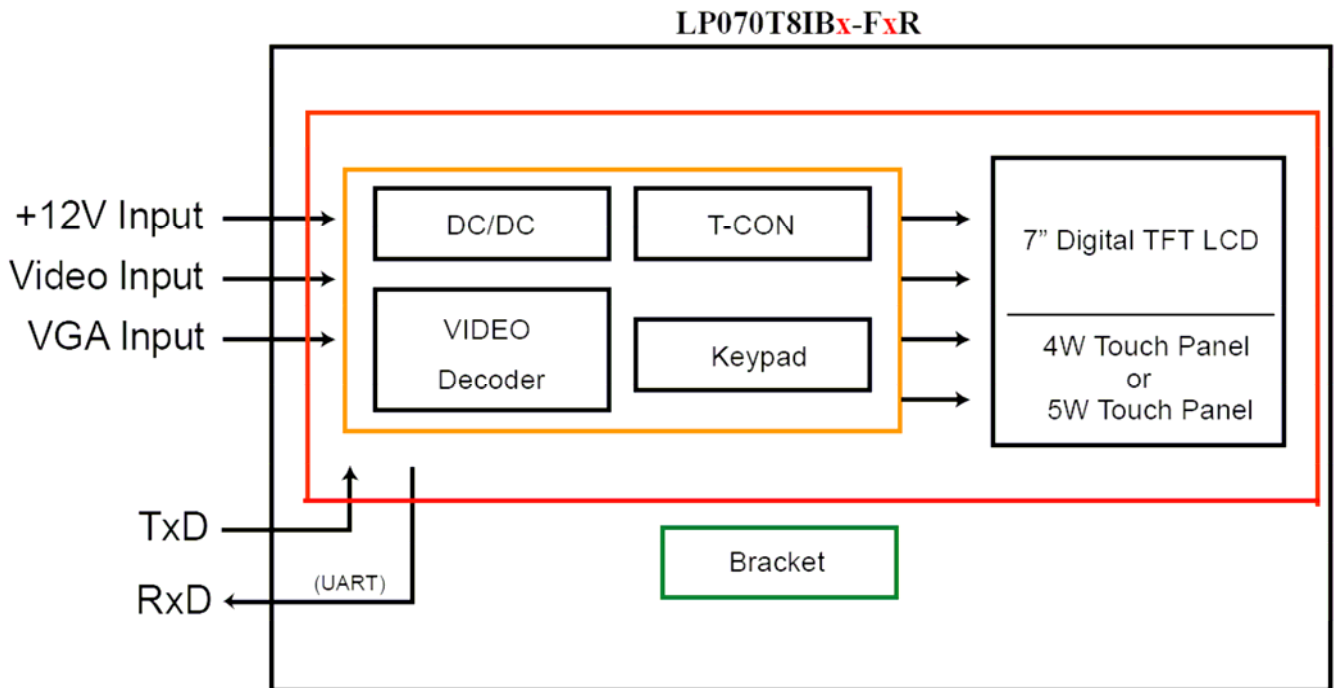 LP070T8IBx-FxR
+12V Input
Video Input
VGA Input
DC/DC
T-CON
VIDEO
Decoder
Keypad
7” Digital TFT LCD
4W Touch Panel
or
5W Touch Panel
TxD
RxD
(UART)
Bracket